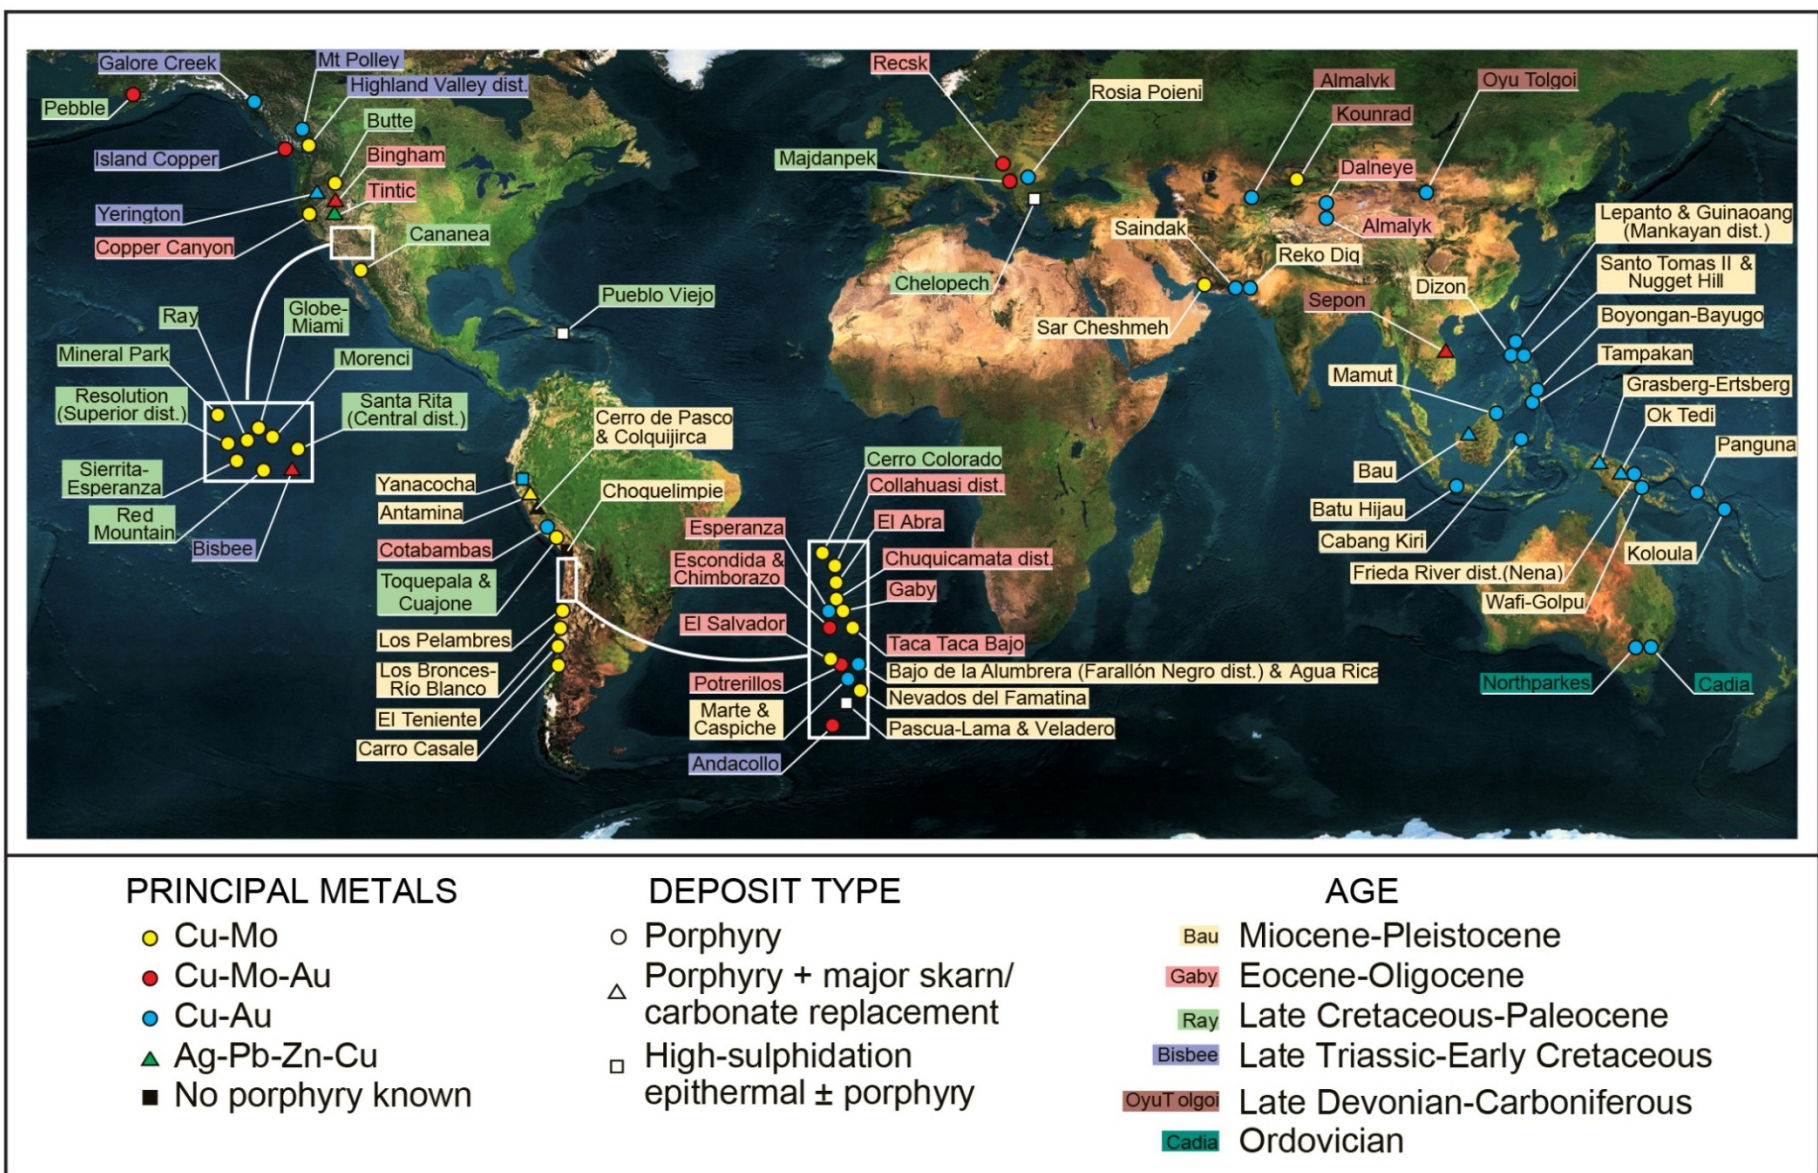 Galore Creek
Mt Polley
Highland Valley dist.
Pebble
Butte
Island Copper
Bingham
Tintic
Yerington
Copper Canyon
Cananea
Ray
Globe-
Miami
Pueblo Viejo
Mineral Park
Morenci
Resolution
(Superior dist.)
Santa Rita
(Central dist.)
Sierrita-
Esperanza
Red
Mountain
Bisbee
Cerro de Pasco
& Colquijirca
Yanacocha
Antamina
Choquelimpie
Cotabambas
Toquepala &
Cuajone
Los Pelambres
Los Bronces-
Río Blanco
El Teniente
Carro Casale
Cerro Colorado
Collahuasi dist.
Esperanza
El Abra
Escondida &
Chimborazo
Chuquicamata dist.
Gaby
El Salvador
Taca Taca Bajo
Bajo de la Alumbrera (Farallón Negro dist.) & Agua Rica
Potrerillos
Nevados del Famatina
Marte &
Caspiche
Pascua-Lama & Veladero
Andacollo
Recsk
Rosia Poieni
Majdanpek
Chelopech
Almalvk
Kounrad
Oyu Tolgoi
Dalneye
Almalyk
Saindak
Reko Diq
Sar Cheshmeh
Sepon
Lepanto & Guinaoang
(Mankayan dist.)
Dizon
Santo Tomas II &
Nugget Hill
Boyongan-Bayugo
Tampakan
Mamut
Grasberg-Ertsberg
Ok Tedi
Panguna
Bau
Batu Hijau
Cabang Kiri
Koloula
Frieda River dist.(Nena)
Wafi-Golpu
Northparkes
Cadia
PRINCIPAL METALS
Cu-Mo
Cu-Mo-Au
Cu-Au
Ag-Pb-Zn-Cu
No porphyry known
DEPOSIT TYPE
Porphyry
Porphyry + major skarn/
carbonate replacement
High-sulphidation
epithermal ± porphyry
AGE
Bau Miocene-Pleistocene
Gaby Eocene-Oligocene
Ray Late Cretaceous-Paleocene
Bisbee Late Triassic-Early Cretaceous
OyuT olgoi Late Devonian-Carboniferous
Cadia Ordovician